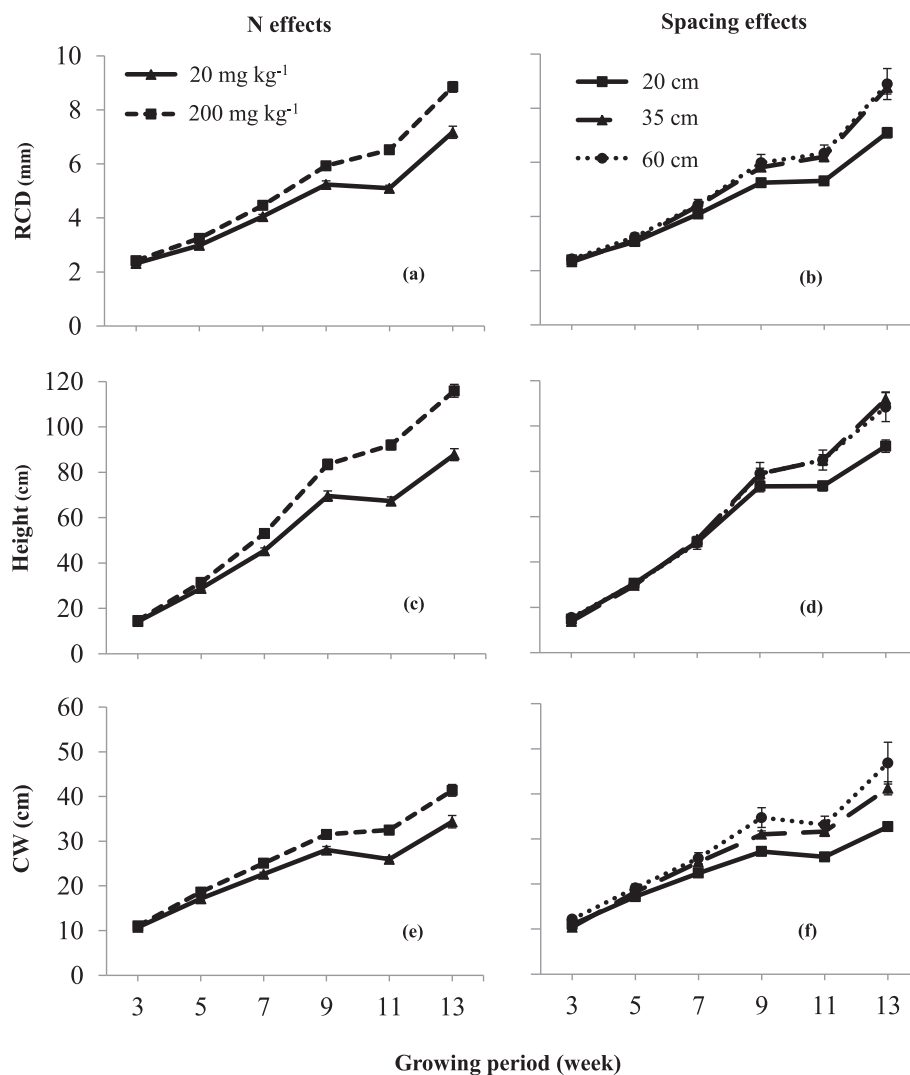 N effects
Spacing effects
10
8
6
4
2
0
RCD (mm)
20 mg kg⁻¹
200 mg kg⁻¹
(a)
20 cm
35 cm
60 cm
(b)
120
100
80
60
40
20
0
Height (cm)
(c)
(d)
60
50
40
30
20
10
0
CW (cm)
(e)
(f)
3 5 7 9 11 13
3 5 7 9 11 13
Growing period (week)